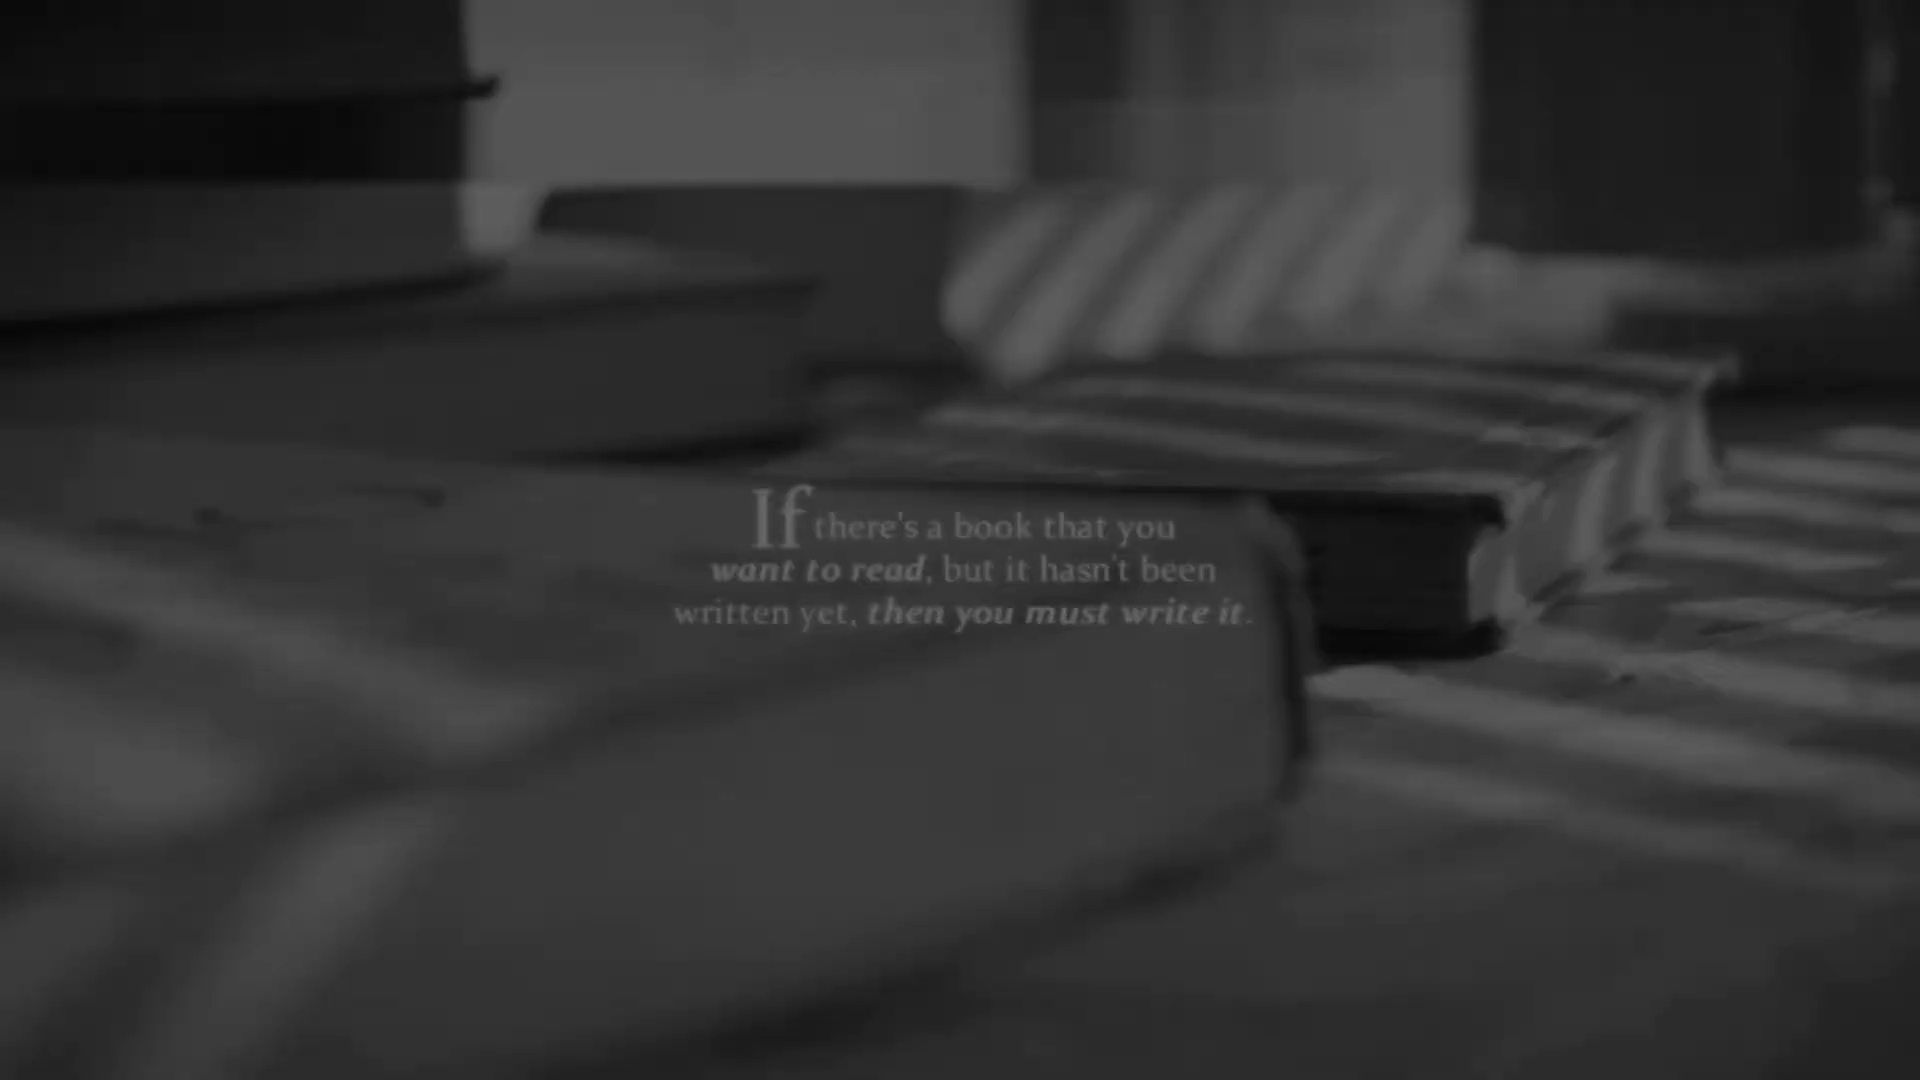 If there's a book that you
want to read, but it hasn't been
written yet, then you must write it.